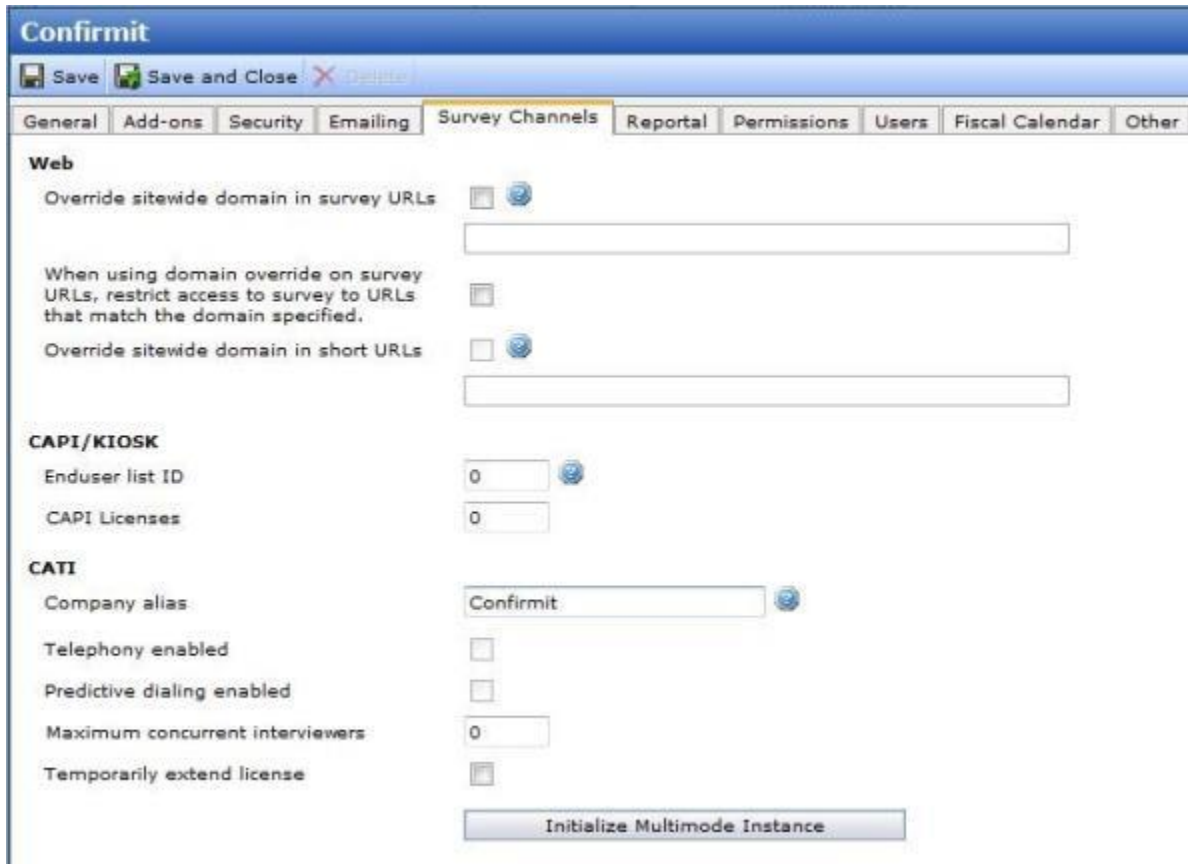 Confirmit
Save Save and Close Delete
General Add-ons Security Emailing Survey Channels Reportal Permissions Users Fiscal Calendar Other
Web
Override sitewide domain in survey URLs
When using domain override on survey
URLs, restrict access to survey to URLs
that match the domain specified.
Override sitewide domain in short URLs
CAPI/KIOSK
Enduser list ID 0
CAPI Licenses 0
CATI
Company alias Confirmit
Telephony enabled
Predictive dialing enabled
Maximum concurrent interviewers 0
Temporarily extend license
Initialize Multimode Instance